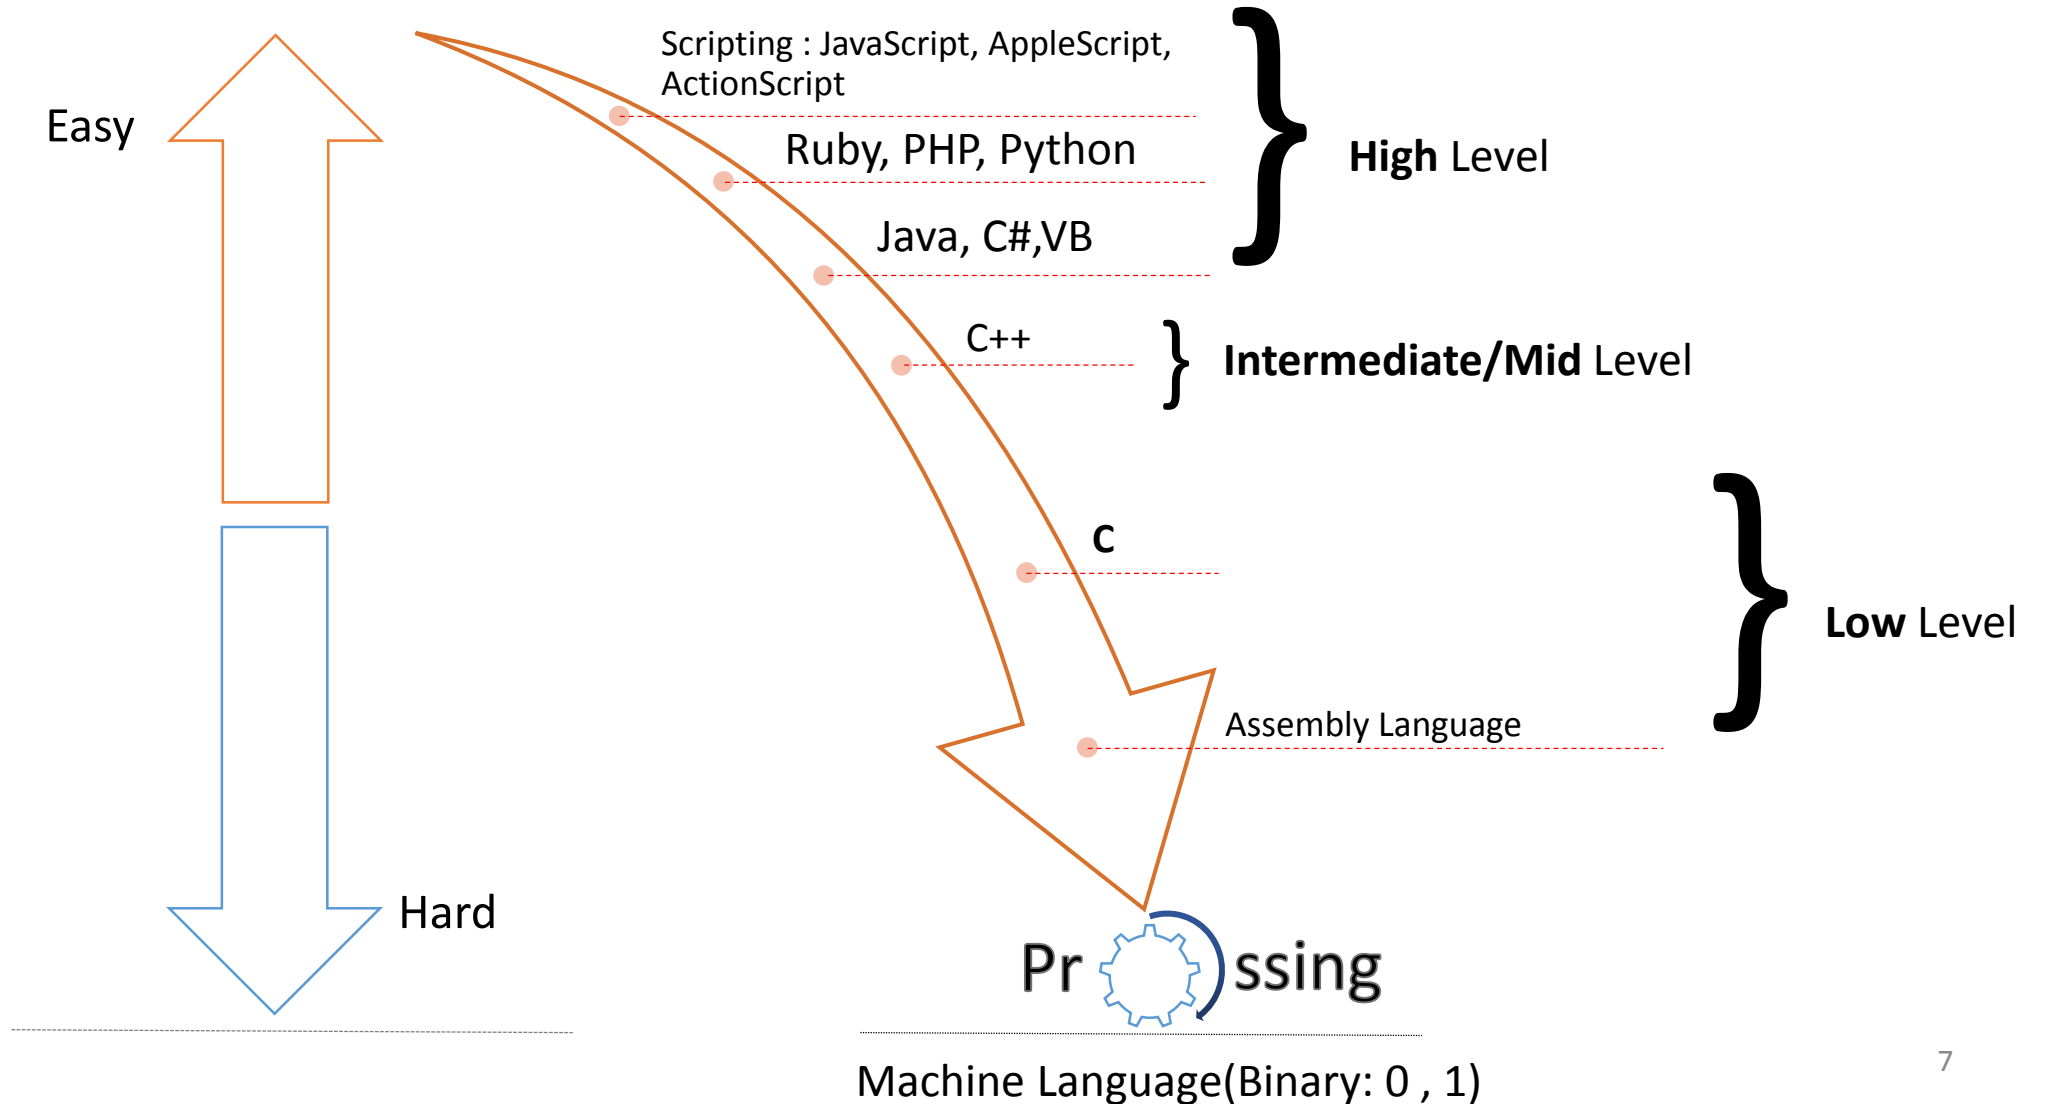 Scripting : JavaScript, AppleScript,
ActionScript
Easy
Ruby, PHP, Python
High Level
Java, C#,VB
C++
Intermediate/Mid Level
C
Low Level
Assembly Language
Hard
Pr ssing
Machine Language(Binary: 0 , 1)
7